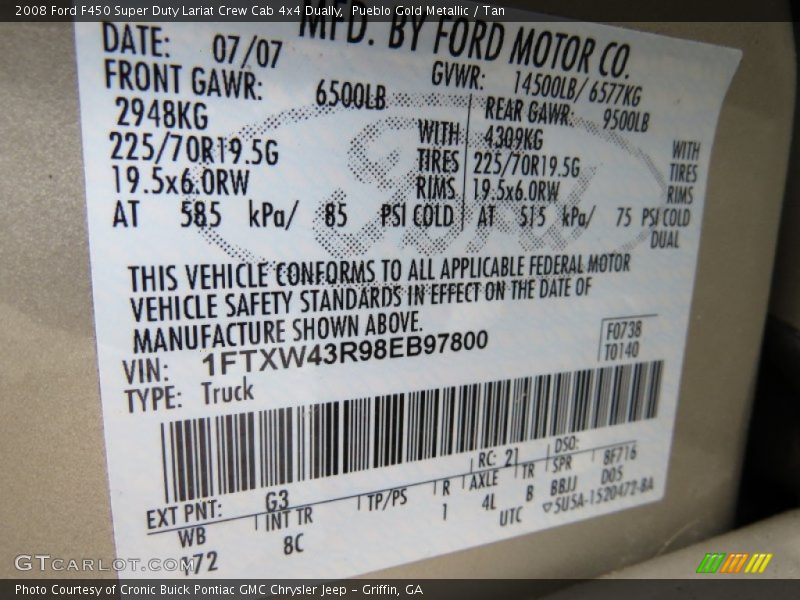 2008 Ford F450 Super Duty Lariat Crew Cab 4x4 Dually, Pueblo Gold Metallic / Tan
MFD. BY FORD MOTOR CO.
DATE: 07/07 GVWR: 14500LB/ 6577KG
FRONT GAWR: 6500LB REAR GAWR: 9500LB
2948KG WITH 4309KG WITH
225/70R19.5G TIRES 225/70R19.5G TIRES
19.5x6.0RW RIMS 19.5x6.0RW RIMS
AT 585 kPa/ 85 PSI COLD AT 515 kPa/ 75 PSI COLD
DUAL
THIS VEHICLE CONFORMS TO ALL APPLICABLE FEDERAL MOTOR
VEHICLE SAFETY STANDARDS IN EFFECT ON THE DATE OF
MANUFACTURE SHOWN ABOVE.
VIN: 1FTXW43R98EB97800 F0738
TYPE: Truck T0140
EXT PNT: G3 RC: 21 DSO:
WB INT TR TP/PS R AXLE TR SPR 8F716
172 8C 1 4L B BBJJ D05
UTC 5U5A-1520472-BA
GTCarLot.com
Photo Courtesy of Cronic Buick Pontiac GMC Chrysler Jeep - Griffin, GA